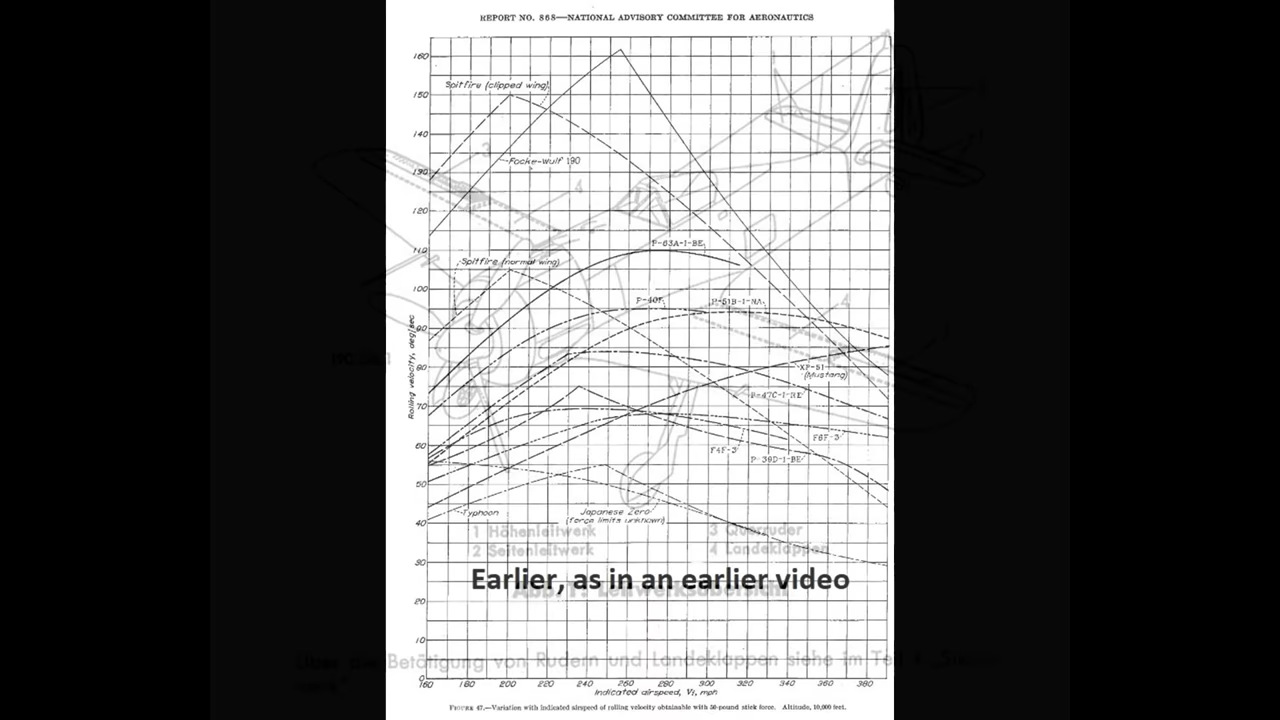 REPORT NO. 868—NATIONAL ADVISORY COMMITTEE FOR AERONAUTICS
160
Spitfire (clipped wing)
150
140
3
Focke-Wulf 190
130
4
120
P-63A-1-BE
110
Spitfire (normal wing)
100
P-40F
P-51B-1-NA
4
90
80
XP-51
(Mustang)
P-47C-1-RE
70
F6F-3
F4F-3
60
P-39D-1-BE
50
Typhoon
Japanese Zero
(force limits unknown)
40
1 Höhenleitwerk
3 Querruder
2 Seitenleitwerk
4 Landeklappen
30
Earlier, as in an earlier video
Leitwerksübersicht
20
10
Betätigung von Rudern und Landeklappen siehe im Teil
0
Rolling velocity, deg/sec
160 180 200 220 240 260 280 300 320 340 360 380
Indicated airspeed, Vi, mph
FIGURE 47.—Variation with indicated airspeed of rolling velocity obtainable with 50-pound stick force. Altitude, 10,000 feet.